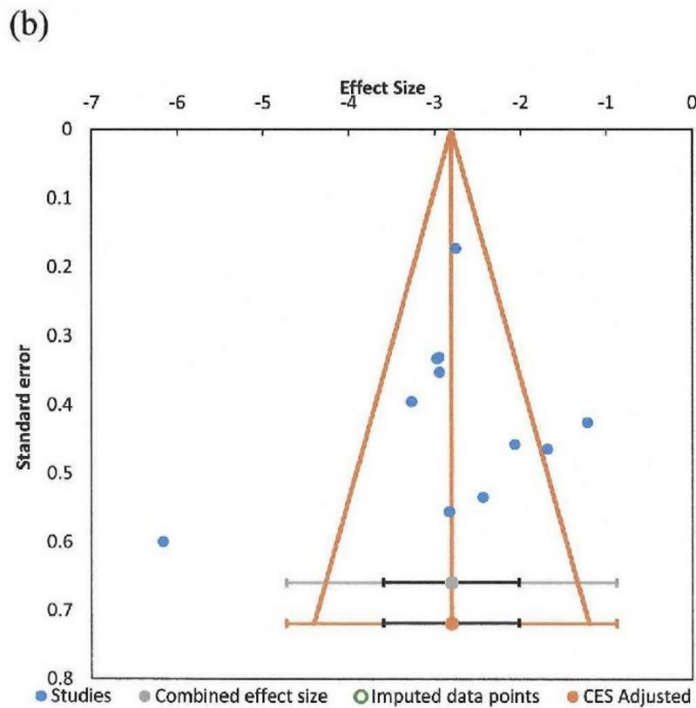 (b)
Effect Size
-7 -6 -5 -4 -3 -2 -1 0
0
0.1
0.2
0.3
0.4
0.5
0.6
0.7
0.8
Standard error
Studies Combined effect size Imputed data points CES Adjusted